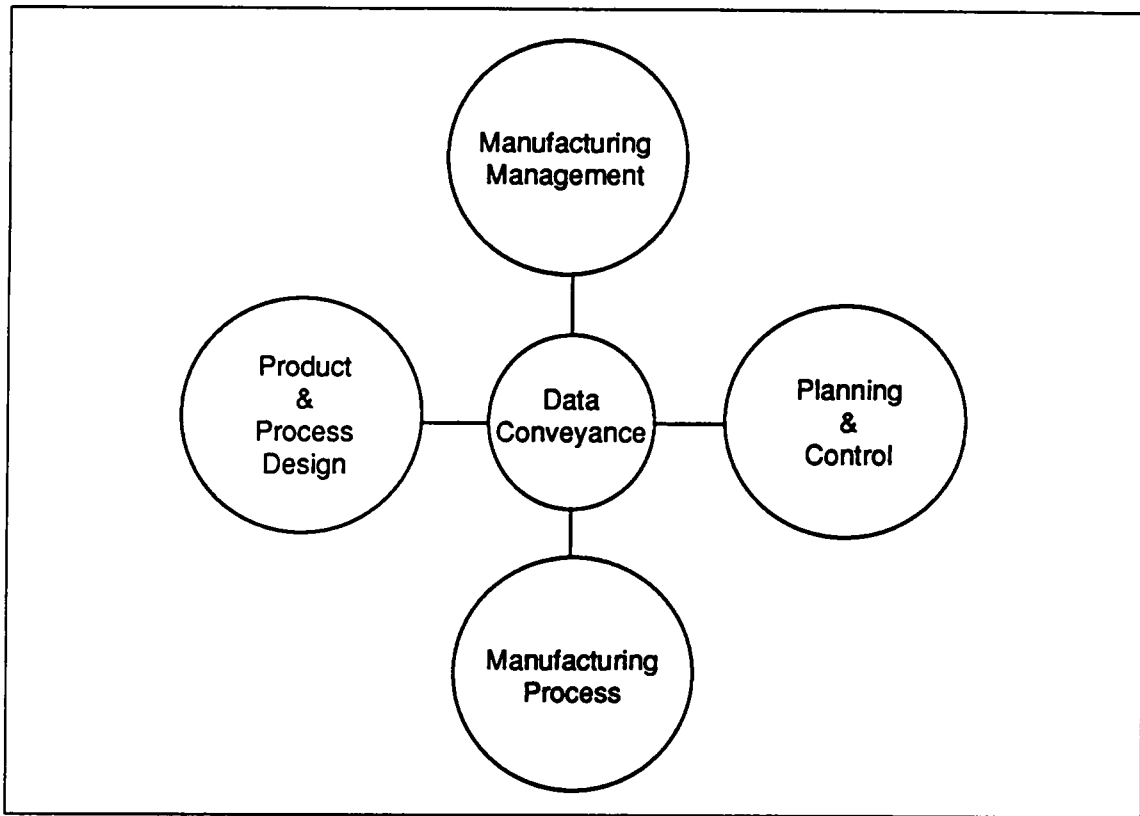 Manufacturing
Management
Product
&
Process
Design
Data
Conveyance
Planning
&
Control
Manufacturing
Process